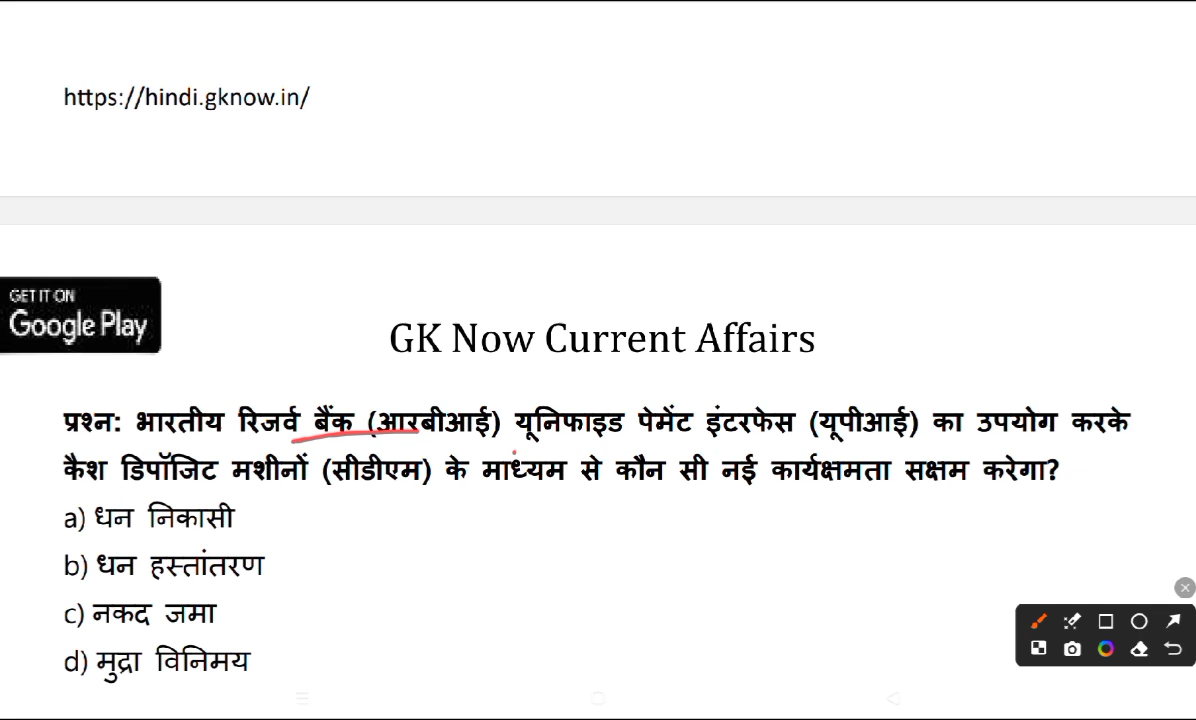 https://hindi.gknow.in/
GET IT ON
Google Play
GK Now Current Affairs
प्रश्न: भारतीय रिजर्व बैंक (आरबीआई) यूनिफाइड पेमेंट इंटरफेस (यूपीआई) का उपयोग करके
कैश डिपॉजिट मशीनों (सीडीएम) के माध्यम से कौन सी नई कार्यक्षमता सक्षम करेगा?
a) धन निकासी
b) धन हस्तांतरण
c) नकद जमा
d) मुद्रा विनिमय